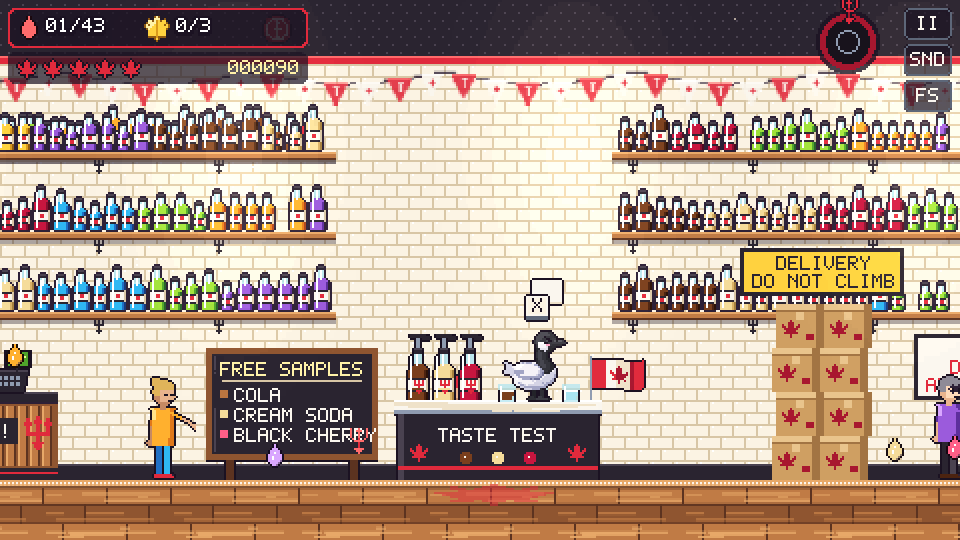 01/43 0/3
II
000090
SND
FS
DELIVERY
DO NOT CLIMB
X
FREE SAMPLES
COLA
CREAM SODA
BLACK CHERRY
TASTE TEST
!
D
A